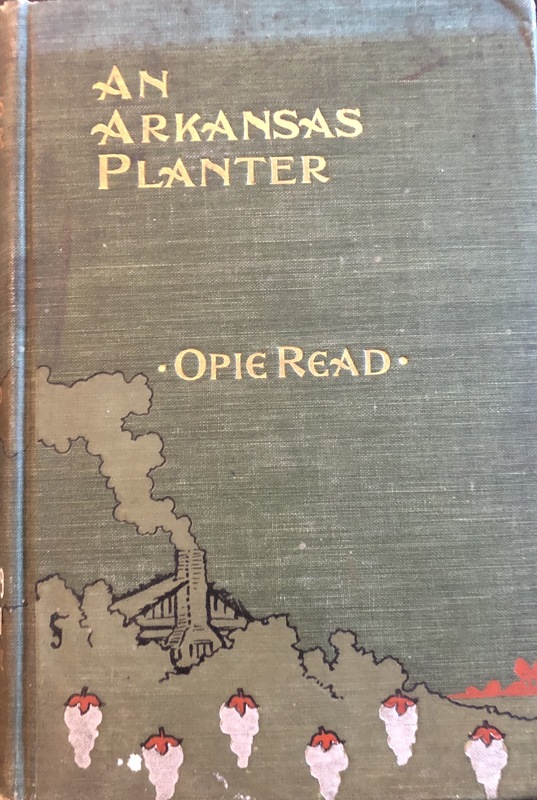 AN
ARKANSAS
PLANTER
·OPIE READ·